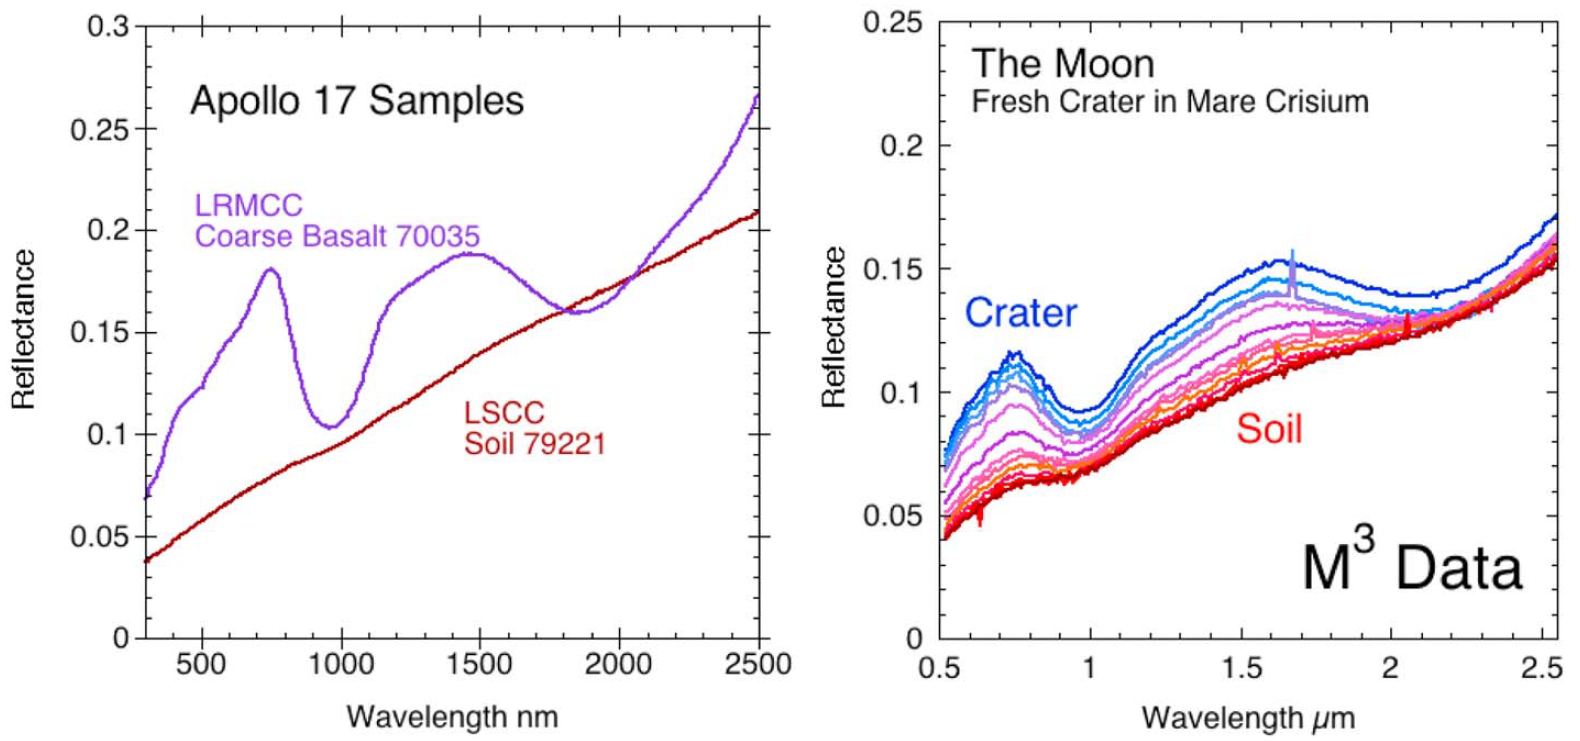 0.3
0.25
0.2
0.15
0.1
0.05
0
Reflectance
Apollo 17 Samples
LRMCC
Coarse Basalt 70035
LSCC
Soil 79221
500 1000 1500 2000 2500
Wavelength nm
0.25
0.2
0.15
0.1
0.05
0
Reflectance
The Moon
Fresh Crater in Mare Crisium
Crater
Soil
M³ Data
0.5 1 1.5 2 2.5
Wavelength μm